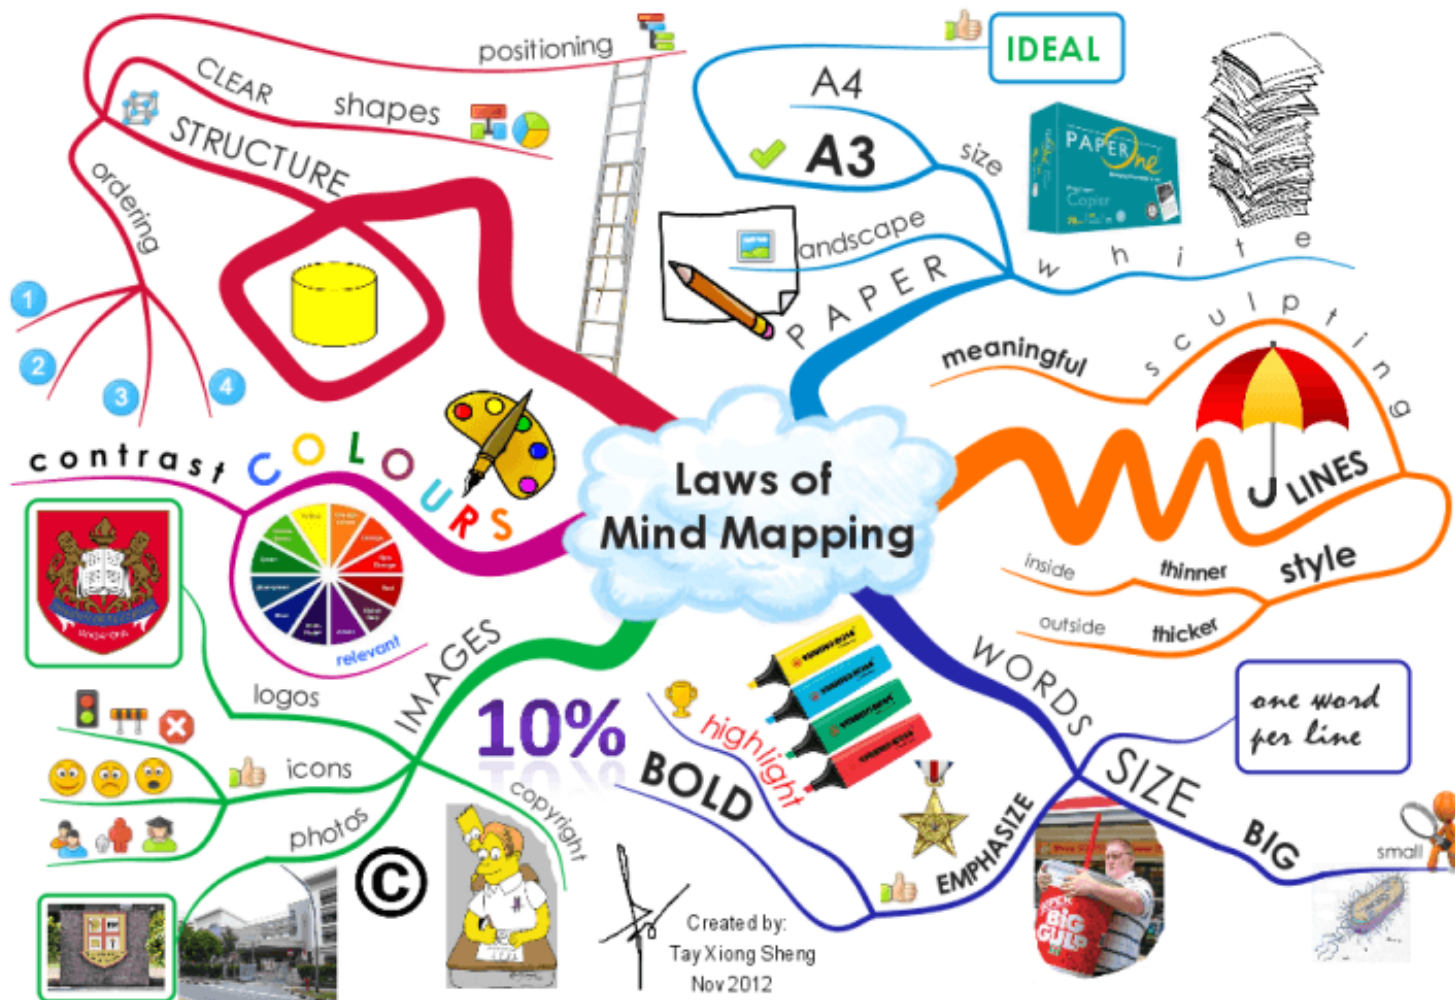 positioning
CLEAR
shapes
STRUCTURE
ordering
1
2
3
4
IDEAL
A4
A3
size
landscape
PAPER
white
PAPER One
Copier
meaningful
sculpting
LINES
style
inside
thinner
outside
thicker
Laws of
Mind Mapping
contrast
COLOURS
relevant
IMAGES
logos
icons
photos
copyright
©
10%
WORDS
one word
per line
SIZE
BIG
small
EMPHASIZE
highlight
BOLD
BIG
GULP
Created by:
Tay Xiong Sheng
Nov 2012